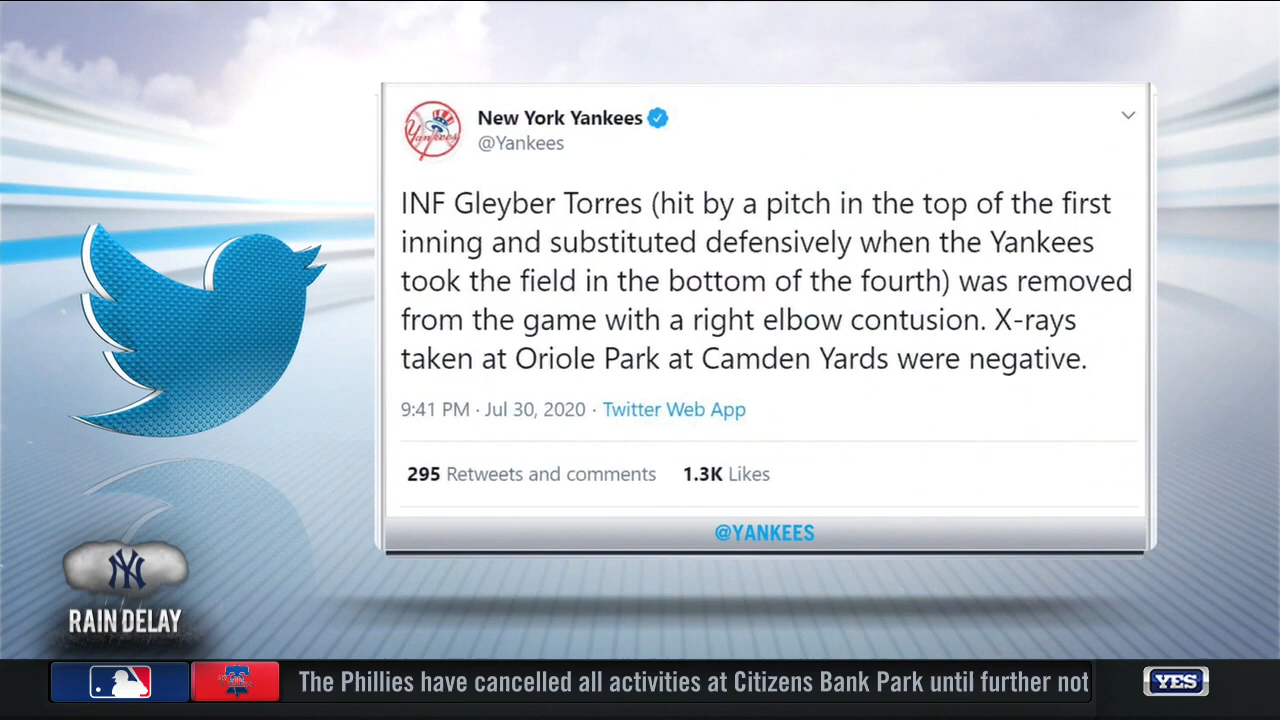 New York Yankees
@Yankees
INF Gleyber Torres (hit by a pitch in the top of the first
inning and substituted defensively when the Yankees
took the field in the bottom of the fourth) was removed
from the game with a right elbow contusion. X-rays
taken at Oriole Park at Camden Yards were negative.
9:41 PM · Jul 30, 2020 · Twitter Web App
295 Retweets and comments 1.3K Likes
@YANKEES
NY
RAIN DELAY
The Phillies have cancelled all activities at Citizens Bank Park until further not
YES